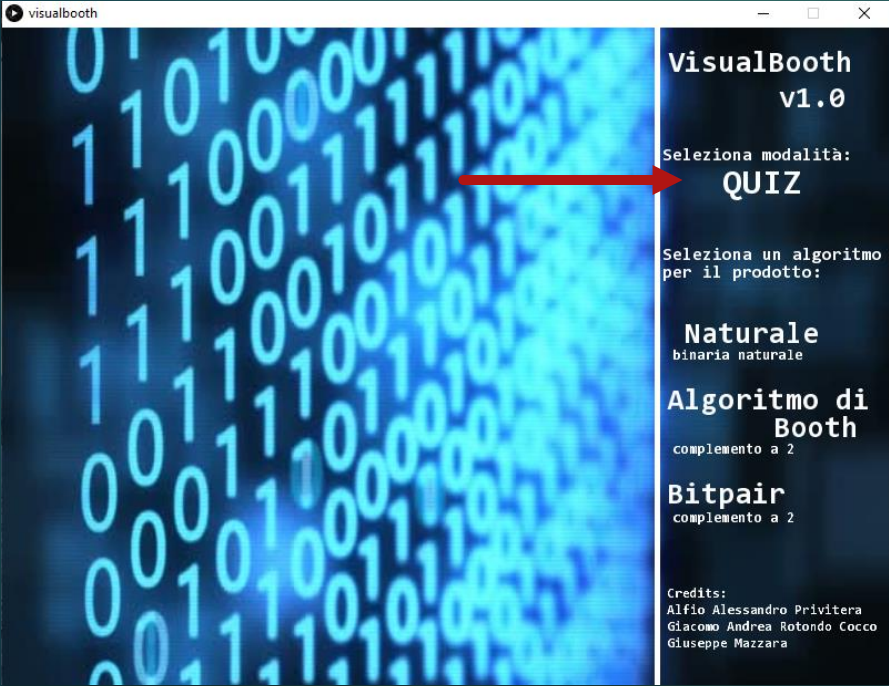 visualbooth
VisualBooth
v1.0
Seleziona modalità:
QUIZ
Seleziona un algoritmo
per il prodotto:
Naturale
binaria naturale
Algoritmo di
Booth
complemento a 2
Bitpair
complemento a 2
Credits:
Alfio Alessandro Privitera
Giacomo Andrea Rotondo Cocco
Giuseppe Mazzara